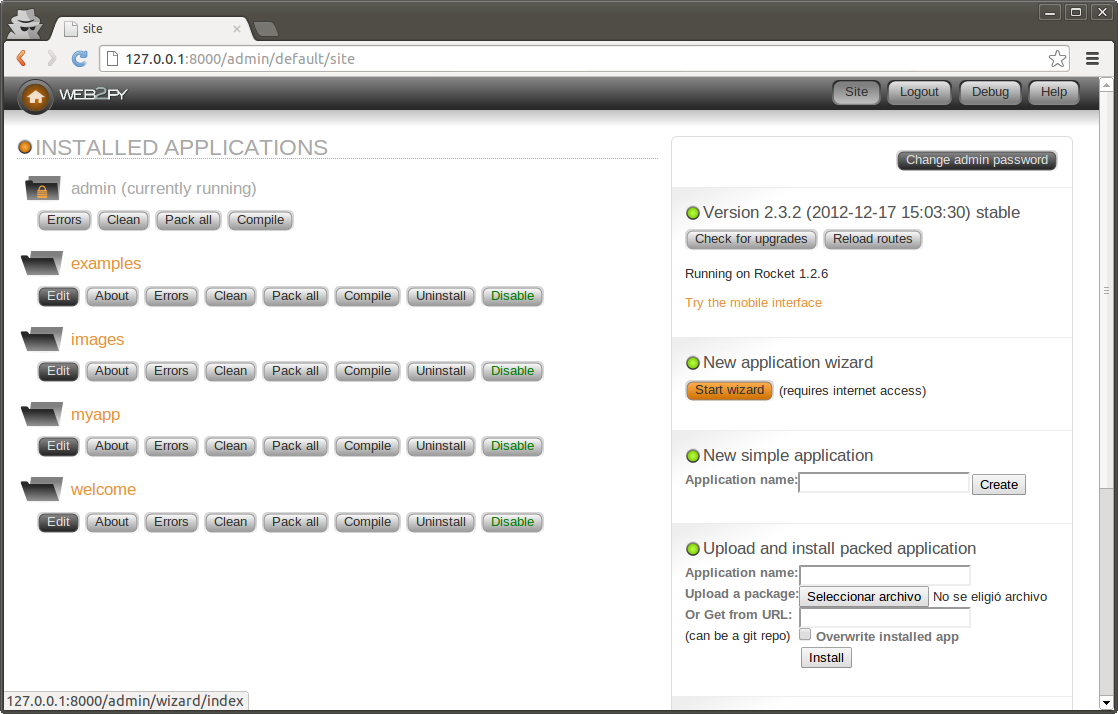 site
127.0.0.1:8000/admin/default/site
WEB2PY
Site Logout Debug Help
INSTALLED APPLICATIONS
admin (currently running)
Errors Clean Pack all Compile
examples
Edit About Errors Clean Pack all Compile Uninstall Disable
images
Edit About Errors Clean Pack all Compile Uninstall Disable
myapp
Edit About Errors Clean Pack all Compile Uninstall Disable
welcome
Edit About Errors Clean Pack all Compile Uninstall Disable
Change admin password
Version 2.3.2 (2012-12-17 15:03:30) stable
Check for upgrades Reload routes
Running on Rocket 1.2.6
Try the mobile interface
New application wizard
Start wizard (requires internet access)
New simple application
Application name: Create
Upload and install packed application
Application name:
Upload a package: Seleccionar archivo No se eligió archivo
Or Get from URL:
(can be a git repo) Overwrite installed app
Install
127.0.0.1:8000/admin/wizard/index